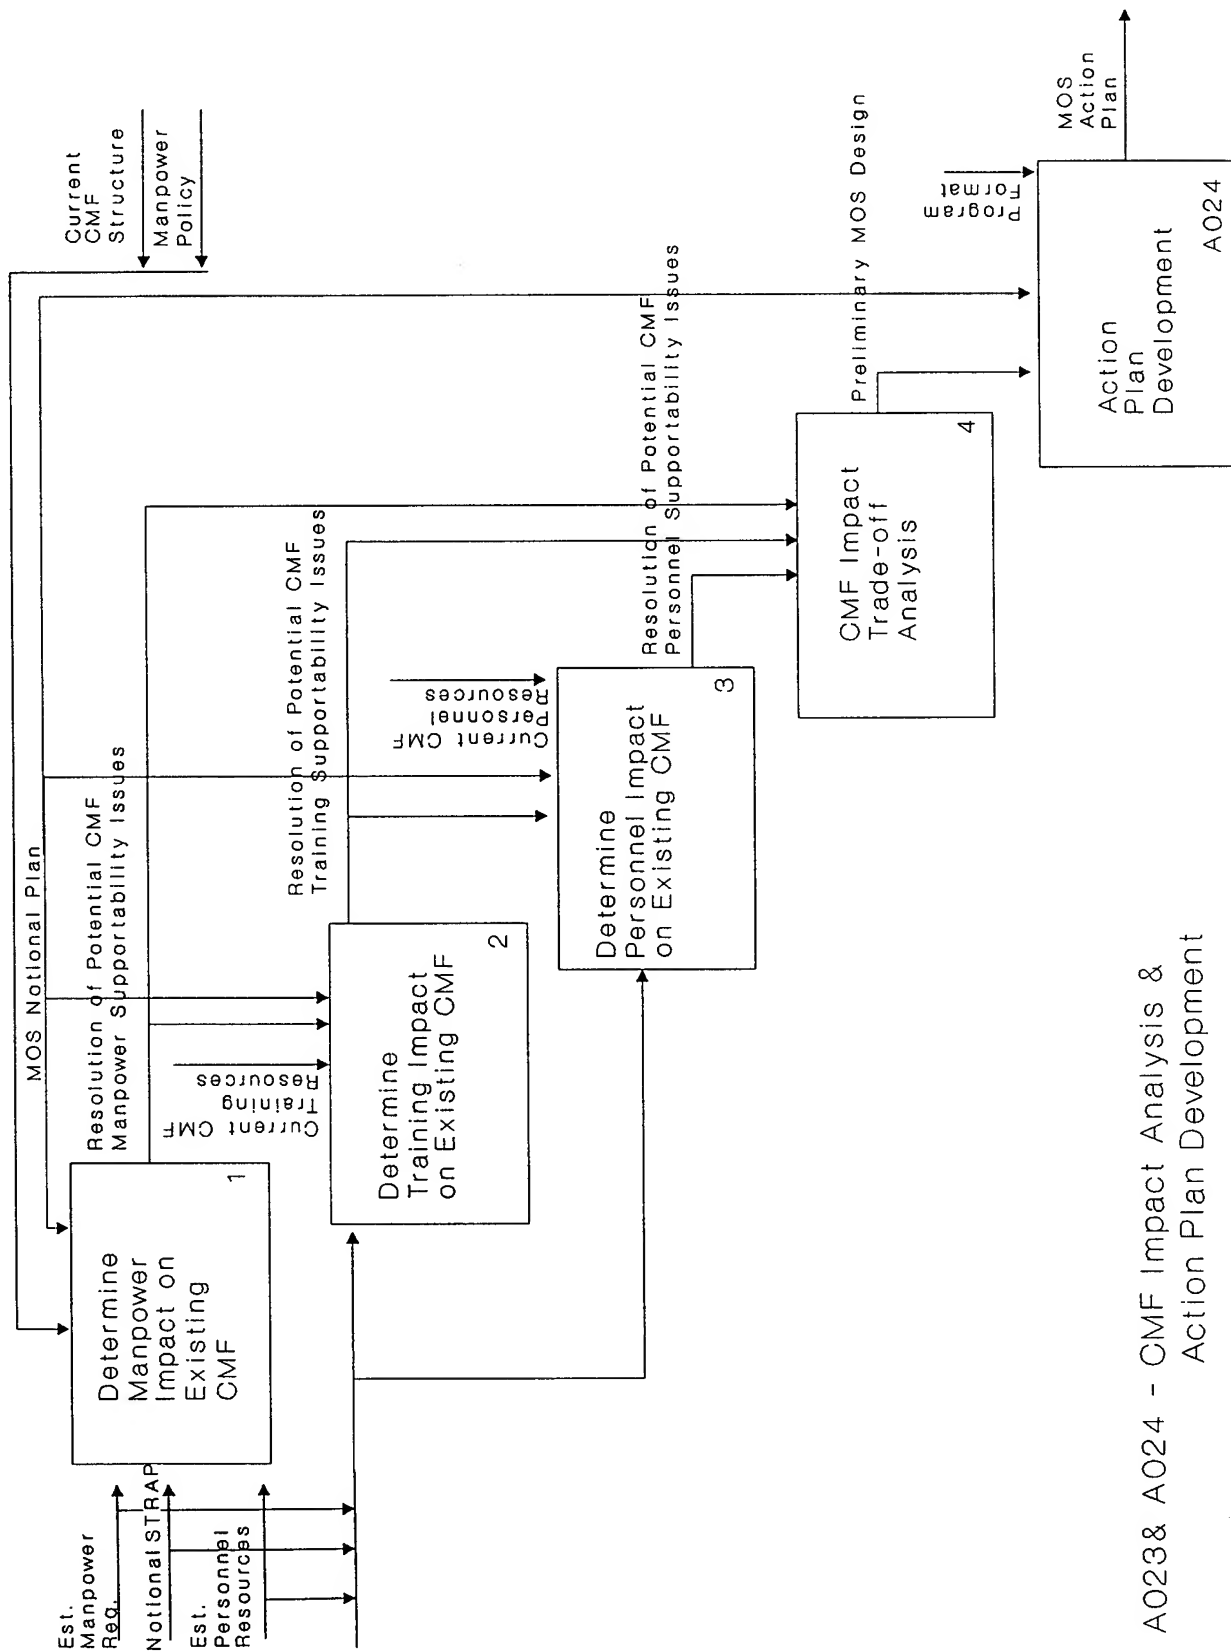 Current
CMF
Structure
Manpower
Policy
MOS Notional Plan
Resolution of Potential CMF
Manpower Supportability Issues
Est.
Manpower
Req.
Notional STRAP
Est.
Personnel
Resources
Determine
Manpower
Impact on
Existing
CMF
1
Current CMF
Training
Resources
Resolution of Potential CMF
Training Supportability Issues
Determine
Training Impact
on Existing CMF
2
Current CMF
Personnel
Resources
Resolution of Potential CMF
Personnel Supportability Issues
Determine
Personnel Impact
on Existing CMF
3
CMF Impact
Trade-off
Analysis
4
Preliminary MOS Design
Program
Format
Action
Plan
Development
A024
MOS
Action
Plan
A023& A024 - CMF Impact Analysis &
Action Plan Development